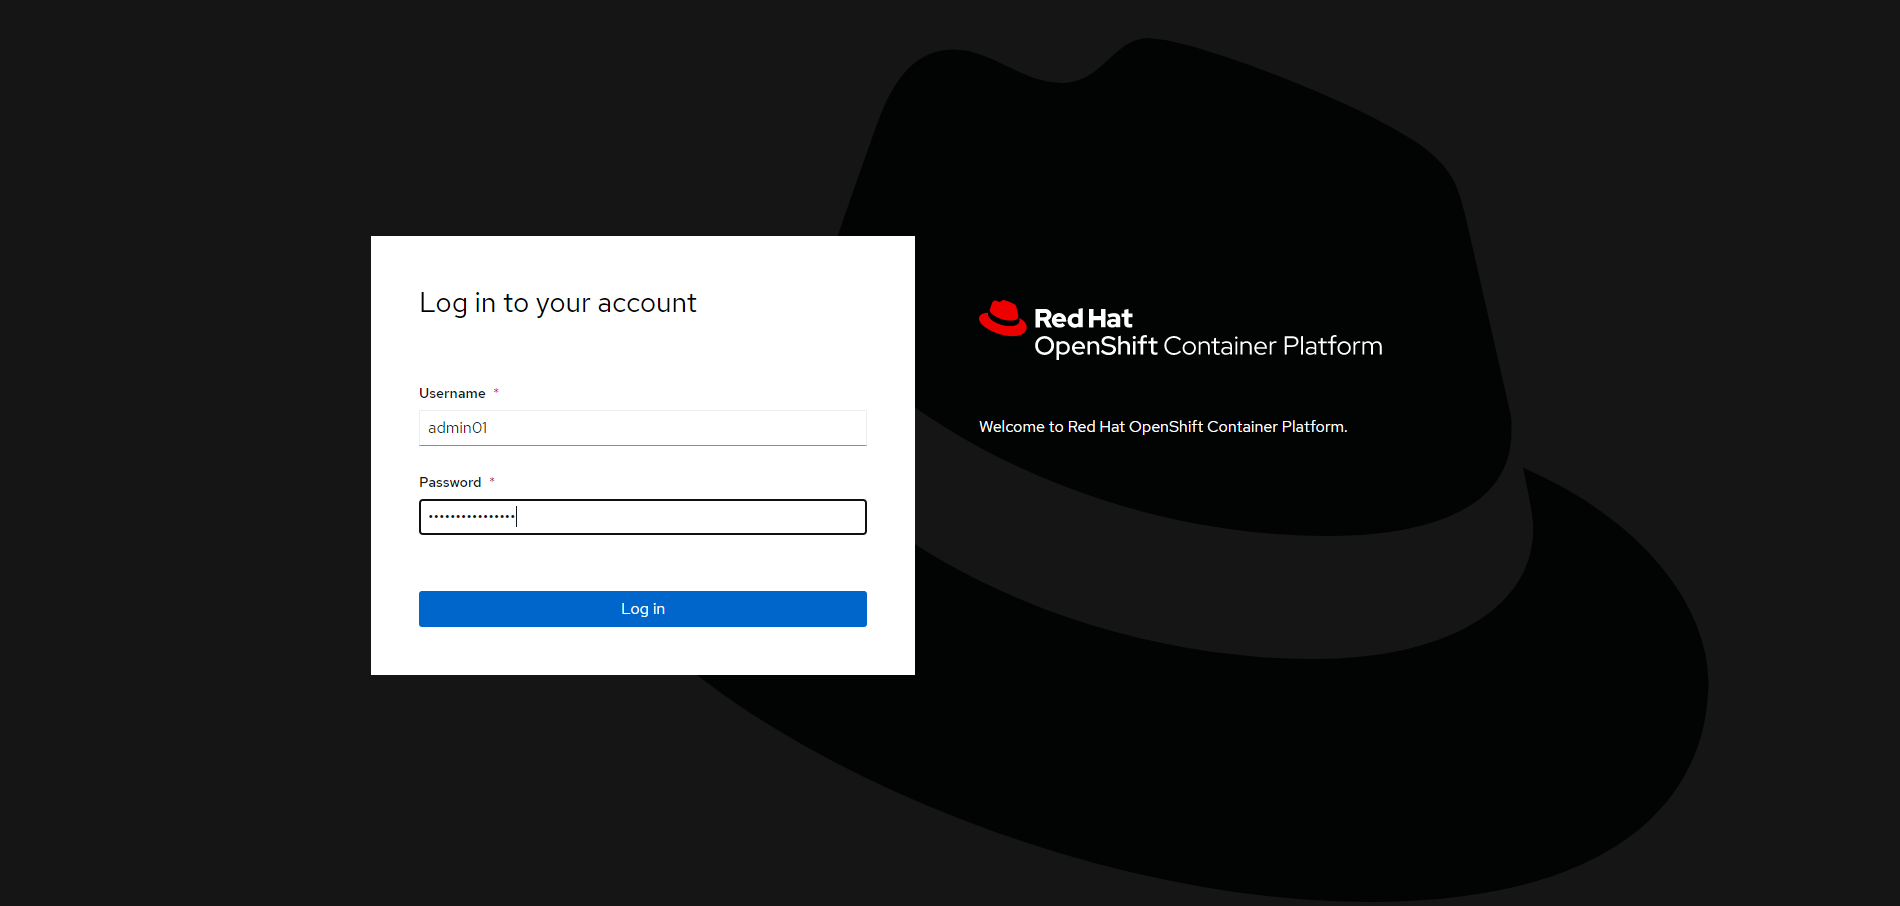 Log in to your account
Username *
admin01
Password *
••••••••••••••••
Log in
Red Hat
OpenShift Container Platform
Welcome to Red Hat OpenShift Container Platform.